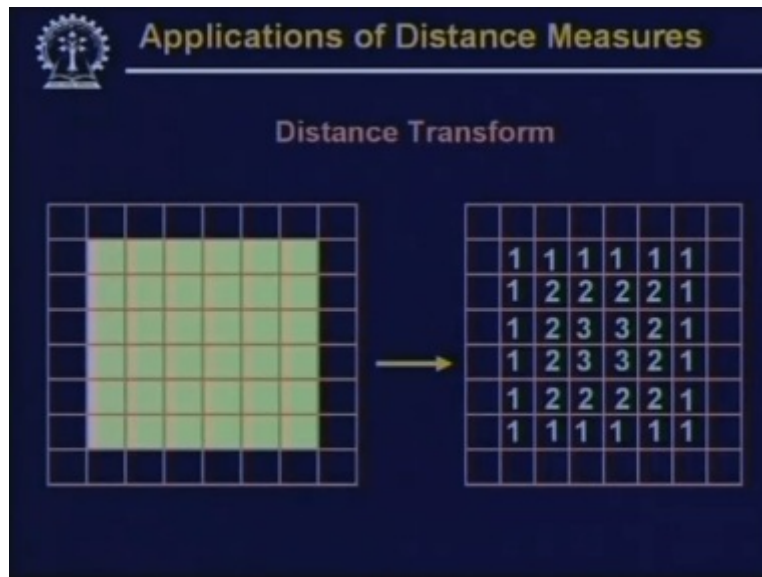 Applications of Distance Measures
Distance Transform
1 1 1 1 1 1
1 2 2 2 2 1
1 2 3 3 2 1
1 2 3 3 2 1
1 2 2 2 2 1
1 1 1 1 1 1